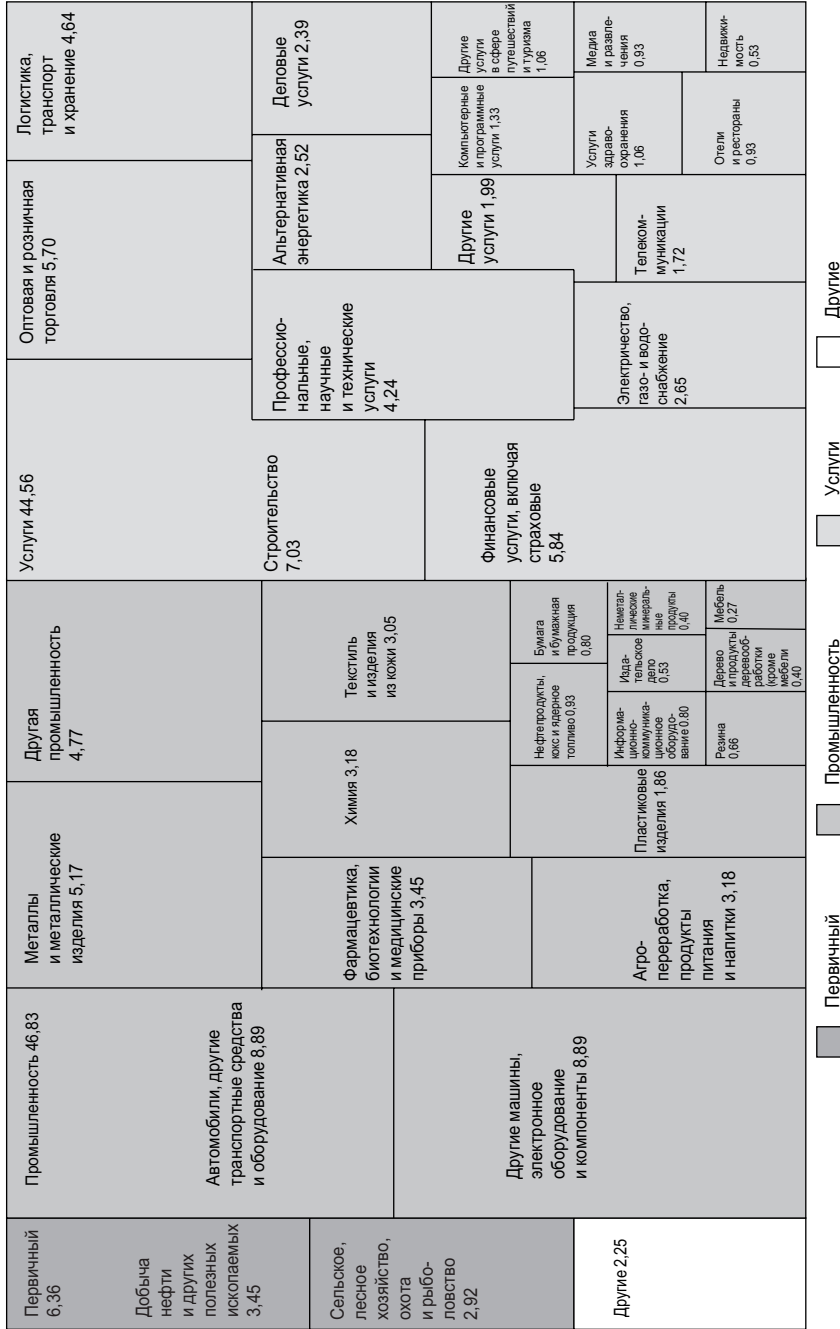 Первичный
6,36
Добыча
нефти
и других
полезных
ископаемых
3,45
Сельское,
лесное
хозяйство,
охота
и рыбо-
ловство
2,92
Другие 2,25
Промышленность 46,83
Автомобили, другие
транспортные средства
и оборудование 8,89
Другие машины,
электронное
оборудование
и компоненты 8,89
Металлы
и металлические
изделия 5,17
Другая
промышленность
4,77
Фармацевтика,
биотехнологии
и медицинские
приборы 3,45
Агро-
переработка,
продукты
питания
и напитки 3,18
Химия 3,18
Текстиль
и изделия
из кожи 3,05
Пластиковые
изделия 1,86
Нефтепродукты,
кокс и ядерное
топливо 0,93
Бумага
и бумажная
продукция
0,80
Информа-
ционно-
коммуника-
ционное
оборудо-
вание 0.80
Изда-
тельское
дело
0,53
Неметал-
лические
минераль-
ные
продукты
0,40
Резина
0,66
Дерево
и продукты
деревооб-
работки
(кроме
мебели
0,40
Мебель
0,27
Услуги 44,56
Строительство
7,03
Финансовые
услуги, включая
страховые
5,84
Оптовая и розничная
торговля 5,70
Логистика,
транспорт
и хранение 4,64
Профессио-
нальные,
научные
и технические
услуги
4,24
Альтернативная
энергетика 2,52
Деловые
услуги 2,39
Электричество,
газо- и водо-
снабжение
2,65
Другие
услуги 1,99
Телеком-
муникации
1,72
Компьютерные
и программные
услуги 1,33
Другие
услуги
в сфере
путешествий
и туризма
1,06
Услуги
здраво-
охранения
1,06
Медиа
и развле-
чения
0,93
Отели
и рестораны
0,93
Недвижи-
мость
0,53
Первичный
Промышленность
Услуги
Другие